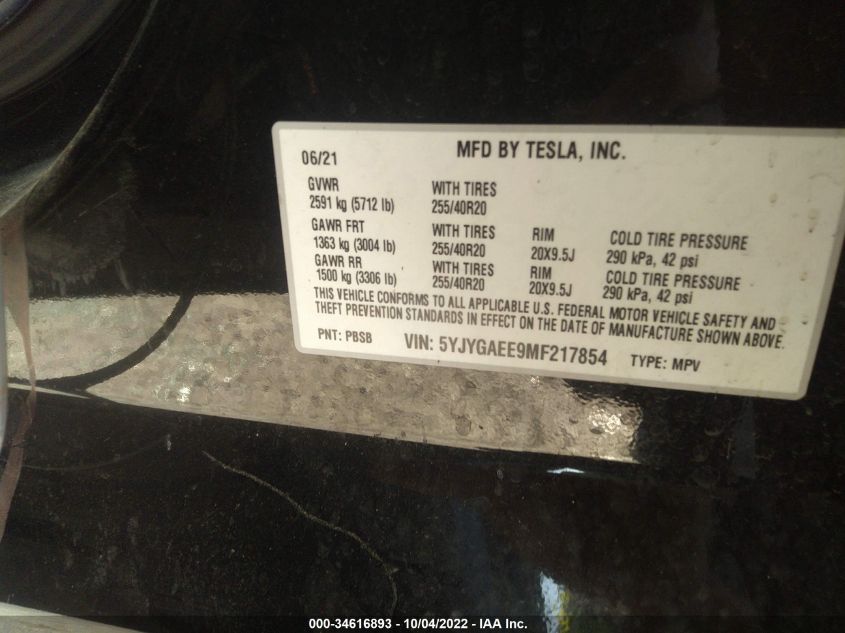 06/21 MFD BY TESLA, INC.
GVWR WITH TIRES
2591 kg (5712 lb) 255/40R20
GAWR FRT WITH TIRES RIM COLD TIRE PRESSURE
1363 kg (3004 lb) 255/40R20 20X9.5J 290 kPa, 42 psi
GAWR RR WITH TIRES RIM COLD TIRE PRESSURE
1500 kg (3306 lb) 255/40R20 20X9.5J 290 kPa, 42 psi
THIS VEHICLE CONFORMS TO ALL APPLICABLE U.S. FEDERAL MOTOR VEHICLE SAFETY AND
THEFT PREVENTION STANDARDS IN EFFECT ON THE DATE OF MANUFACTURE SHOWN ABOVE.
PNT: PBSB VIN: 5YJYGAEE9MF217854 TYPE: MPV
000-34616893 - 10/04/2022 - IAA Inc.